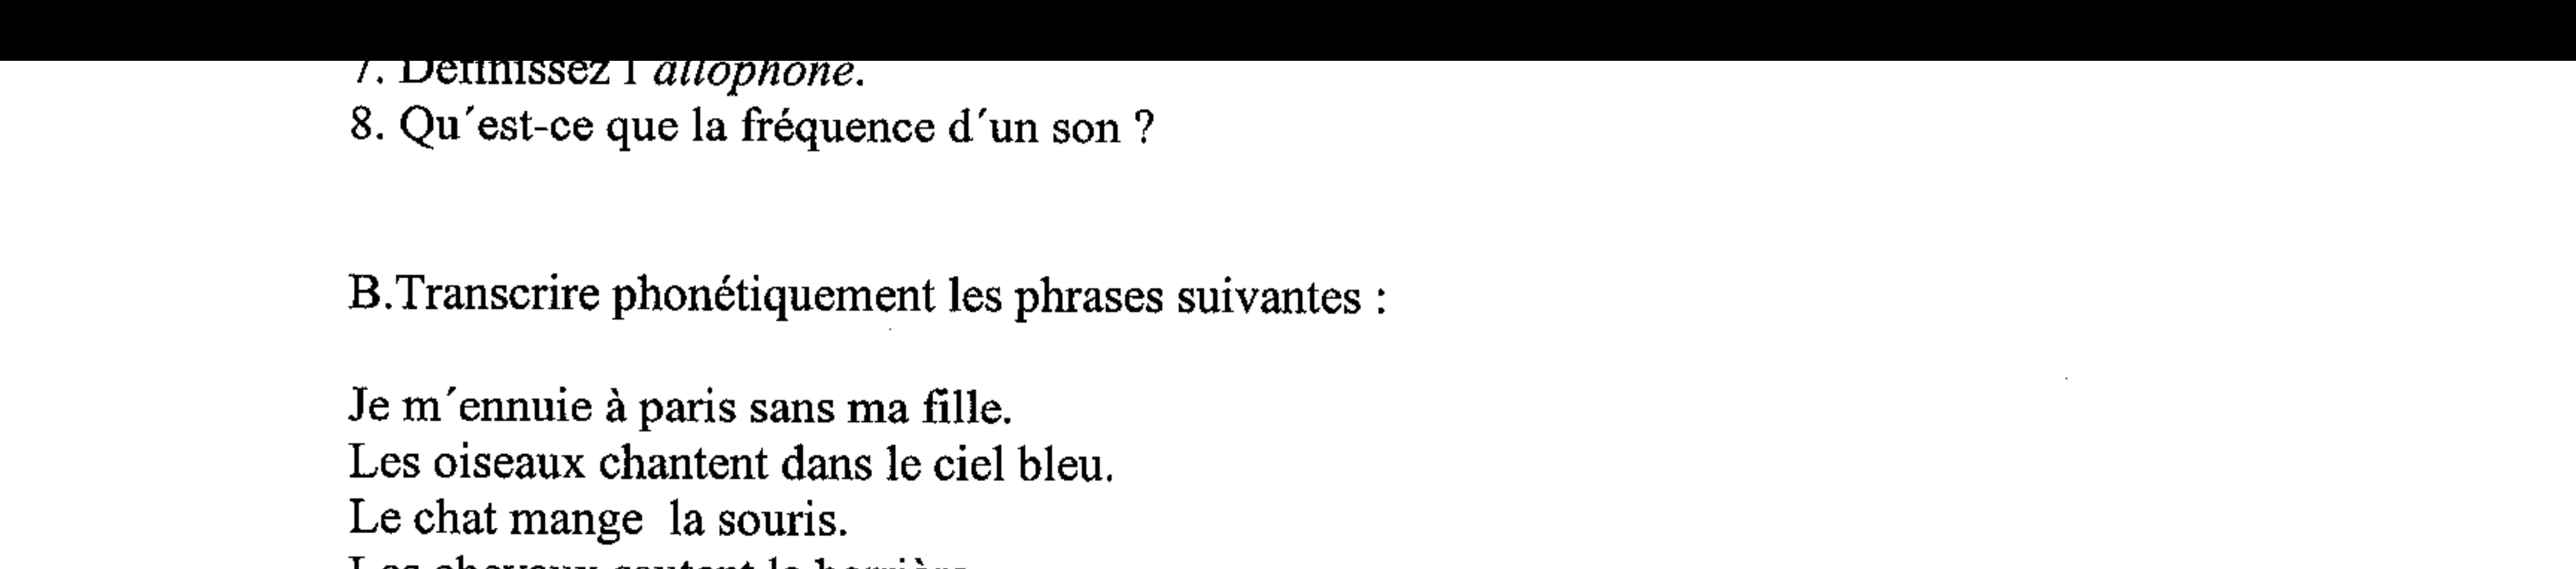 7. Définissez l´allophone.
8. Qu´est-ce que la fréquence d´un son ?
B.Transcrire phonétiquement les phrases suivantes :
Je m´ennuie à paris sans ma fille.
Les oiseaux chantent dans le ciel bleu.
Le chat mange la souris.